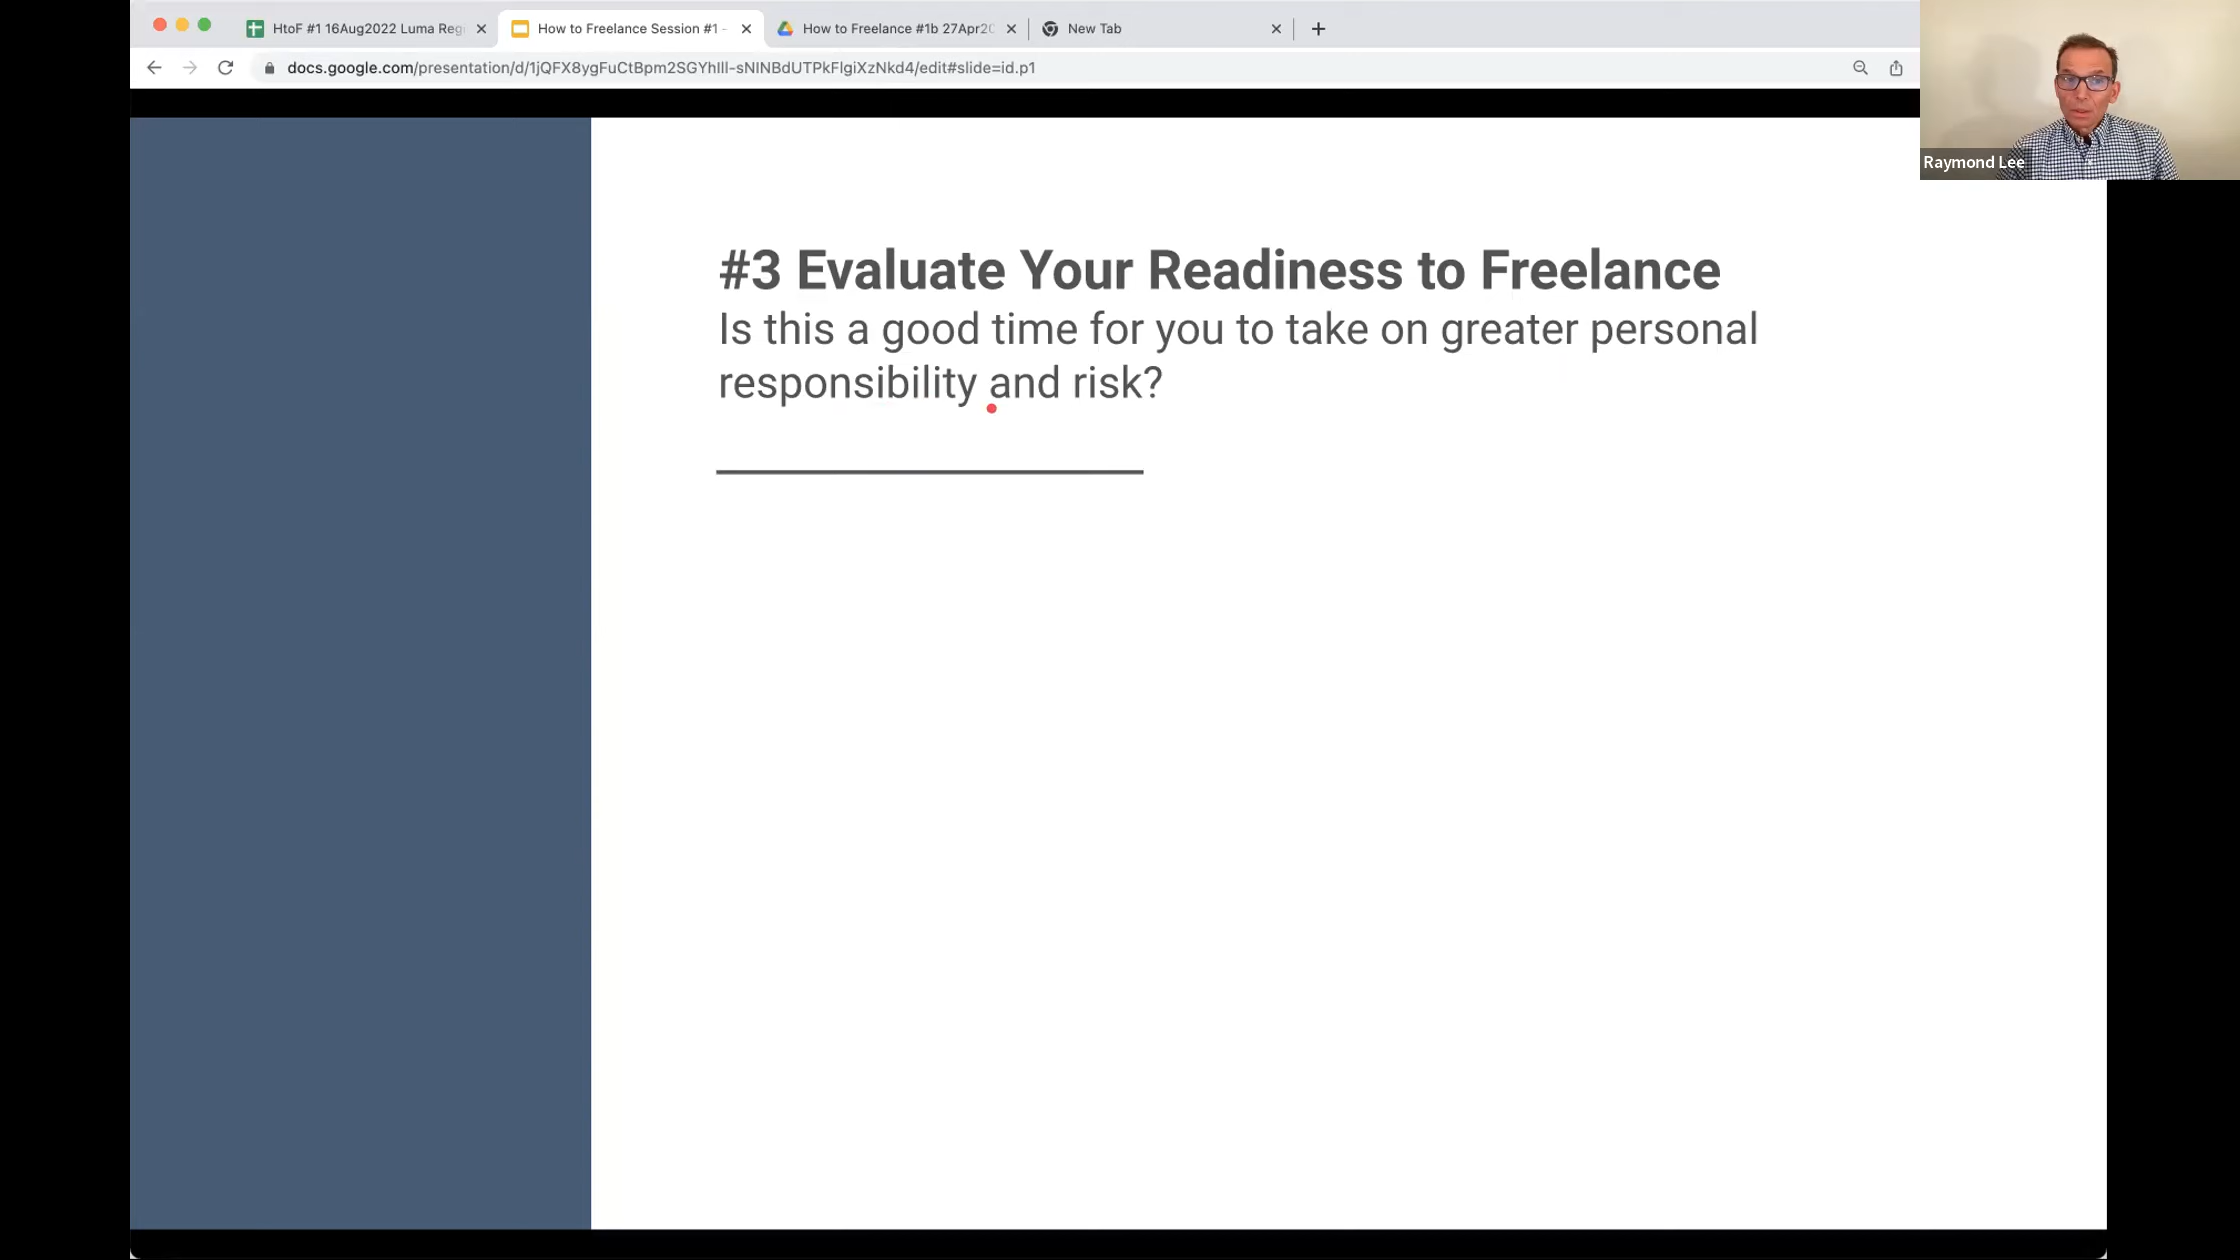 HtoF #1 16Aug2022 Luma Reg
How to Freelance Session #1 -
How to Freelance #1b 27Apr20
New Tab
docs.google.com/presentation/d/1jQFX8ygFuCtBpm2SGYhIll-sNINBdUTPkFlgiXzNkd4/edit#slide=id.p1
Raymond Lee
#3 Evaluate Your Readiness to Freelance
Is this a good time for you to take on greater personal
responsibility and risk?